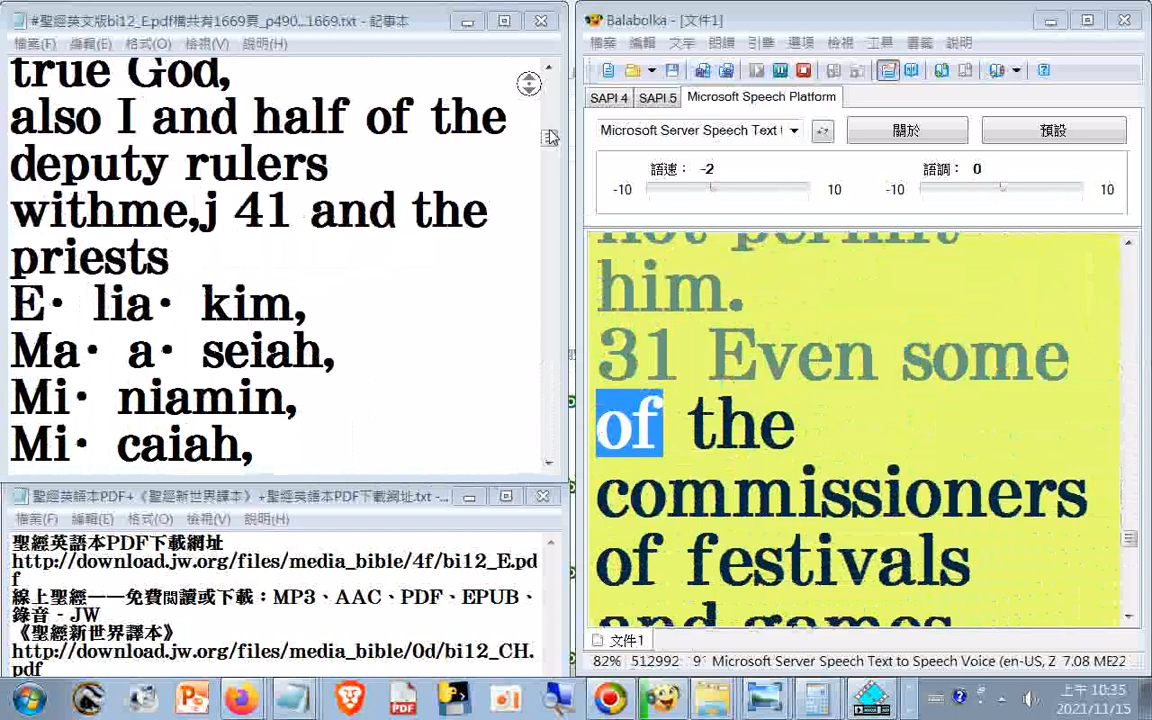 #聖經英文版bi12_E.pdf檔共有1669頁_p490...1669.txt - 記事本
檔案(F) 編輯(E) 格式(O) 檢視(V) 說明(H)
true God,
also I and half of the
deputy rulers
withme,j 41 and the
priests
E· lia· kim,
Ma· a· seiah,
Mi· niamin,
Mi· caiah,
聖經英語本PDF+《聖經新世界譯本》+聖經英語本PDF下載網址.txt - ...
檔案(F) 編輯(E) 格式(O) 檢視(V) 說明(H)
聖經英語本PDF下載網址
http://download.jw.org/files/media_bible/4f/bi12_E.pd
f
線上聖經——免費閱讀或下載：MP3、AAC、PDF、EPUB、
錄音 - JW
《聖經新世界譯本》
http://download.jw.org/files/media_bible/0d/bi12_CH.
pdf
Balabolka - [文件1]
檔案 編輯 文字 朗讀 引擎 選項 檢視 工具 書籤 說明
SAPI 4 SAPI 5 Microsoft Speech Platform
Microsoft Server Speech Text 關於 預設
語速: -2 語調: 0
-10 10 -10 10
not permit
him.
31 Even some
of the
commissioners
of festivals
and games
文件1
82% 512992 Microsoft Server Speech Text to Speech Voice (en-US, Z 7.08 ME22
上午 10:35
2021/11/15